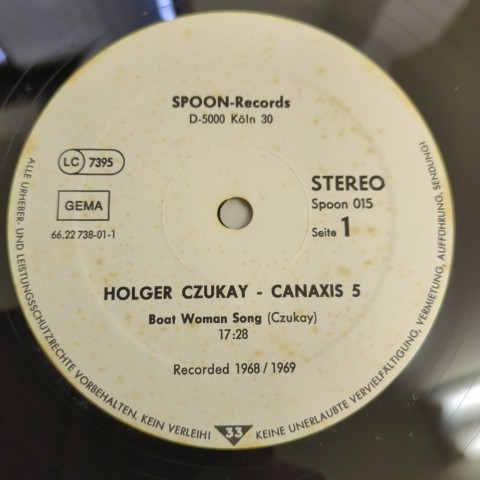 SPOON-Records
D-5000 Köln 30
LC 7395
GEMA
66.22 738-01-1
STEREO
Spoon 015
Seite 1
HOLGER CZUKAY - CANAXIS 5
Boat Woman Song (Czukay)
17:28
Recorded 1968/1969
ALLE URHEBER- UND LEISTUNGSSCHUTZRECHTE VORBEHALTEN. KEIN VERLEIH!
33
KEINE UNERLAUBTE VERVIELFÄLTIGUNG, VERMIETUNG, AUFFÜHRUNG, SENDUNG!